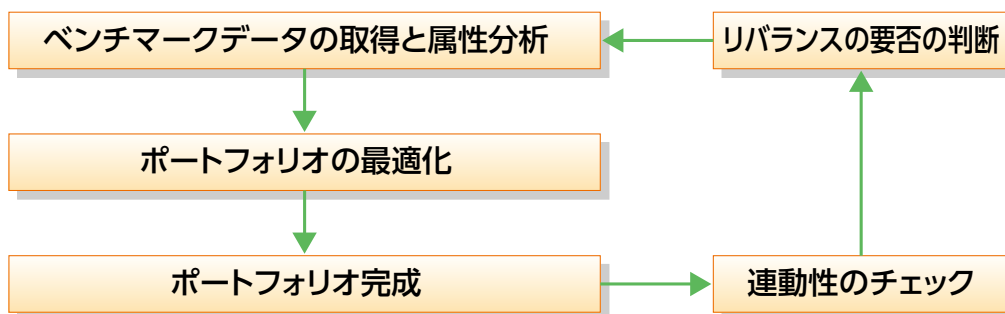 ベンチマークデータの取得と属性分析
リバランスの要否の判断
ポートフォリオの最適化
ポートフォリオ完成
連動性のチェック